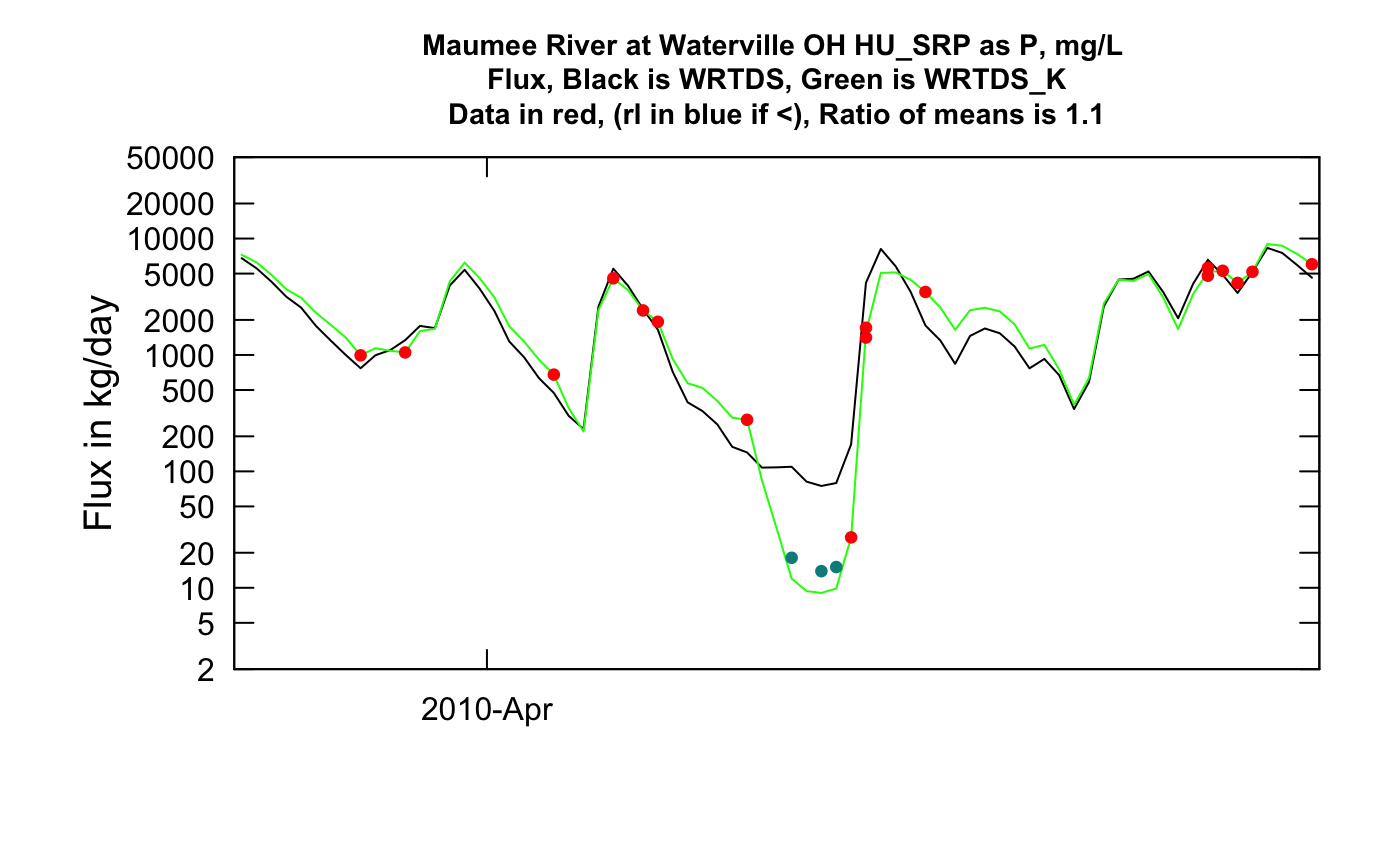 Maumee River at Waterville OH HU_SRP as P, mg/L
Flux, Black is WRTDS, Green is WRTDS_K
Data in red, (rl in blue if <), Ratio of means is 1.1
Flux in kg/day
50000
20000
10000
5000
2000
1000
500
200
100
50
20
10
5
2
2010-Apr